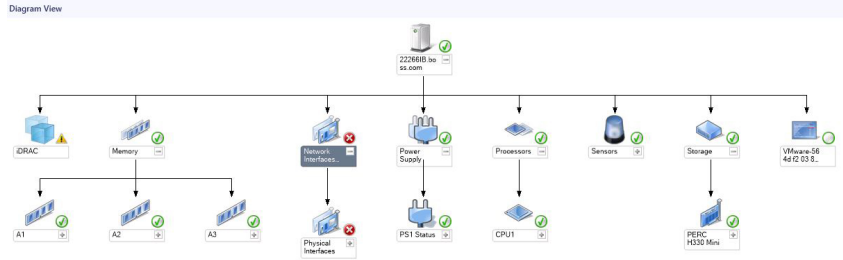 Diagram View
22266IB.bo
ss.com
iDRAC
Memory
Network
Interfaces..
Power
Supply
Processors
Sensors
Storage
VMware-56
4d f2 03 8..
A1
A2
A3
Physical
Interfaces
PS1 Status
CPU1
PERC
H330 Mini